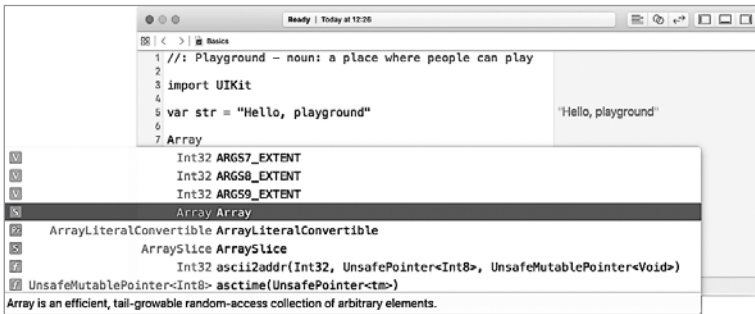 Ready | Today at 12:26
Basics
1 //: Playground – noun: a place where people can play
2
3 import UIKit
4
5 var str = "Hello, playground"
"Hello, playground"
6
7 Array
V Int32 ARGS7_EXTENT
V Int32 ARGS8_EXTENT
V Int32 ARGS9_EXTENT
S Array Array
ArrayLiteralConvertible ArrayLiteralConvertible
S ArraySlice ArraySlice
f Int32 ascii2addr(Int32, UnsafePointer<Int8>, UnsafeMutablePointer<Void>)
f UnsafeMutablePointer<Int8> asctime(UnsafePointer<tm>)
Array is an efficient, tail-growable random-access collection of arbitrary elements.